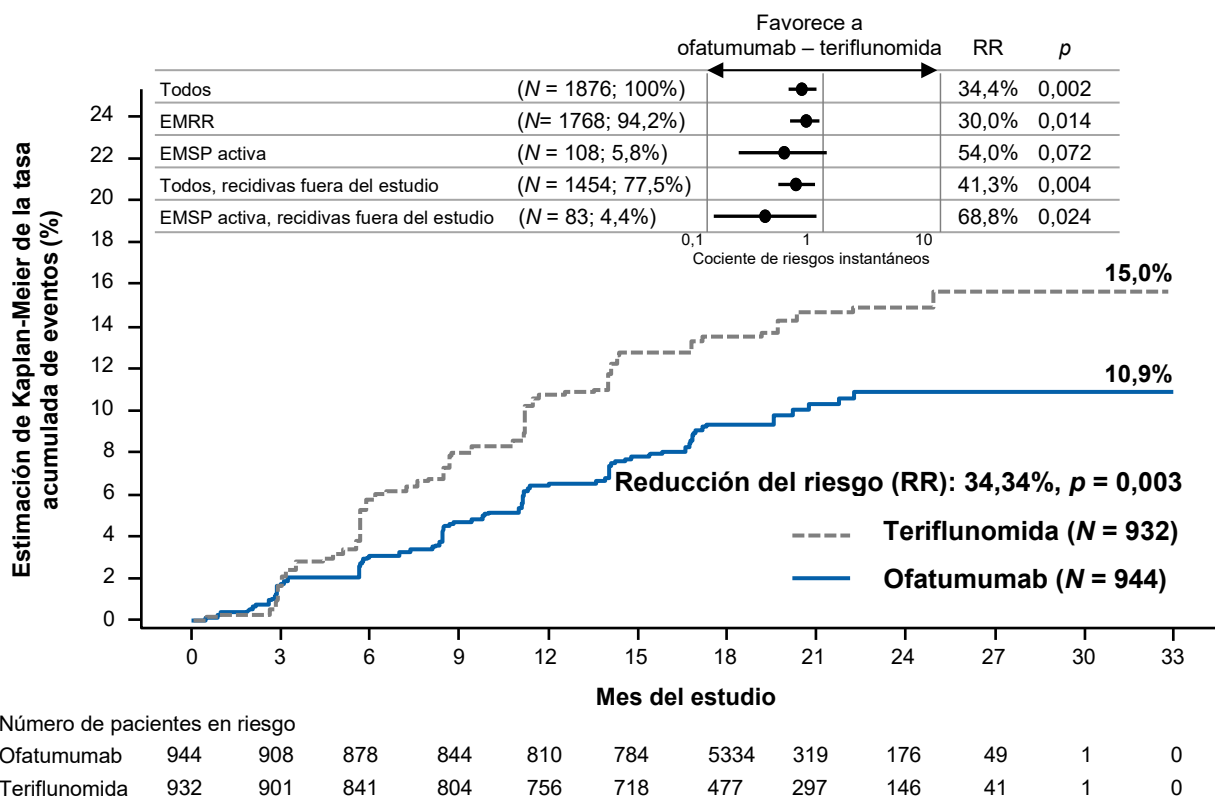 Favorece a
ofatumumab – teriflunomida RR p
Todos (N = 1876; 100%) 34,4% 0,002
EMRR (N= 1768; 94,2%) 30,0% 0,014
EMSP activa (N = 108; 5,8%) 54,0% 0,072
Todos, recidivas fuera del estudio (N = 1454; 77,5%) 41,3% 0,004
EMSP activa, recidivas fuera del estudio (N = 83; 4,4%) 68,8% 0,024
0,1 1 10
Cociente de riesgos instantáneos
Estimación de Kaplan-Meier de la tasa
acumulada de eventos (%)
24
22
20
18
16
14
12
10
8
6
4
2
0
15,0%
10,9%
Reducción del riesgo (RR): 34,34%, p = 0,003
Teriflunomida (N = 932)
Ofatumumab (N = 944)
0 3 6 9 12 15 18 21 24 27 30 33
Mes del estudio
Número de pacientes en riesgo
Ofatumumab 944 908 878 844 810 784 5334 319 176 49 1 0
Teriflunomida 932 901 841 804 756 718 477 297 146 41 1 0